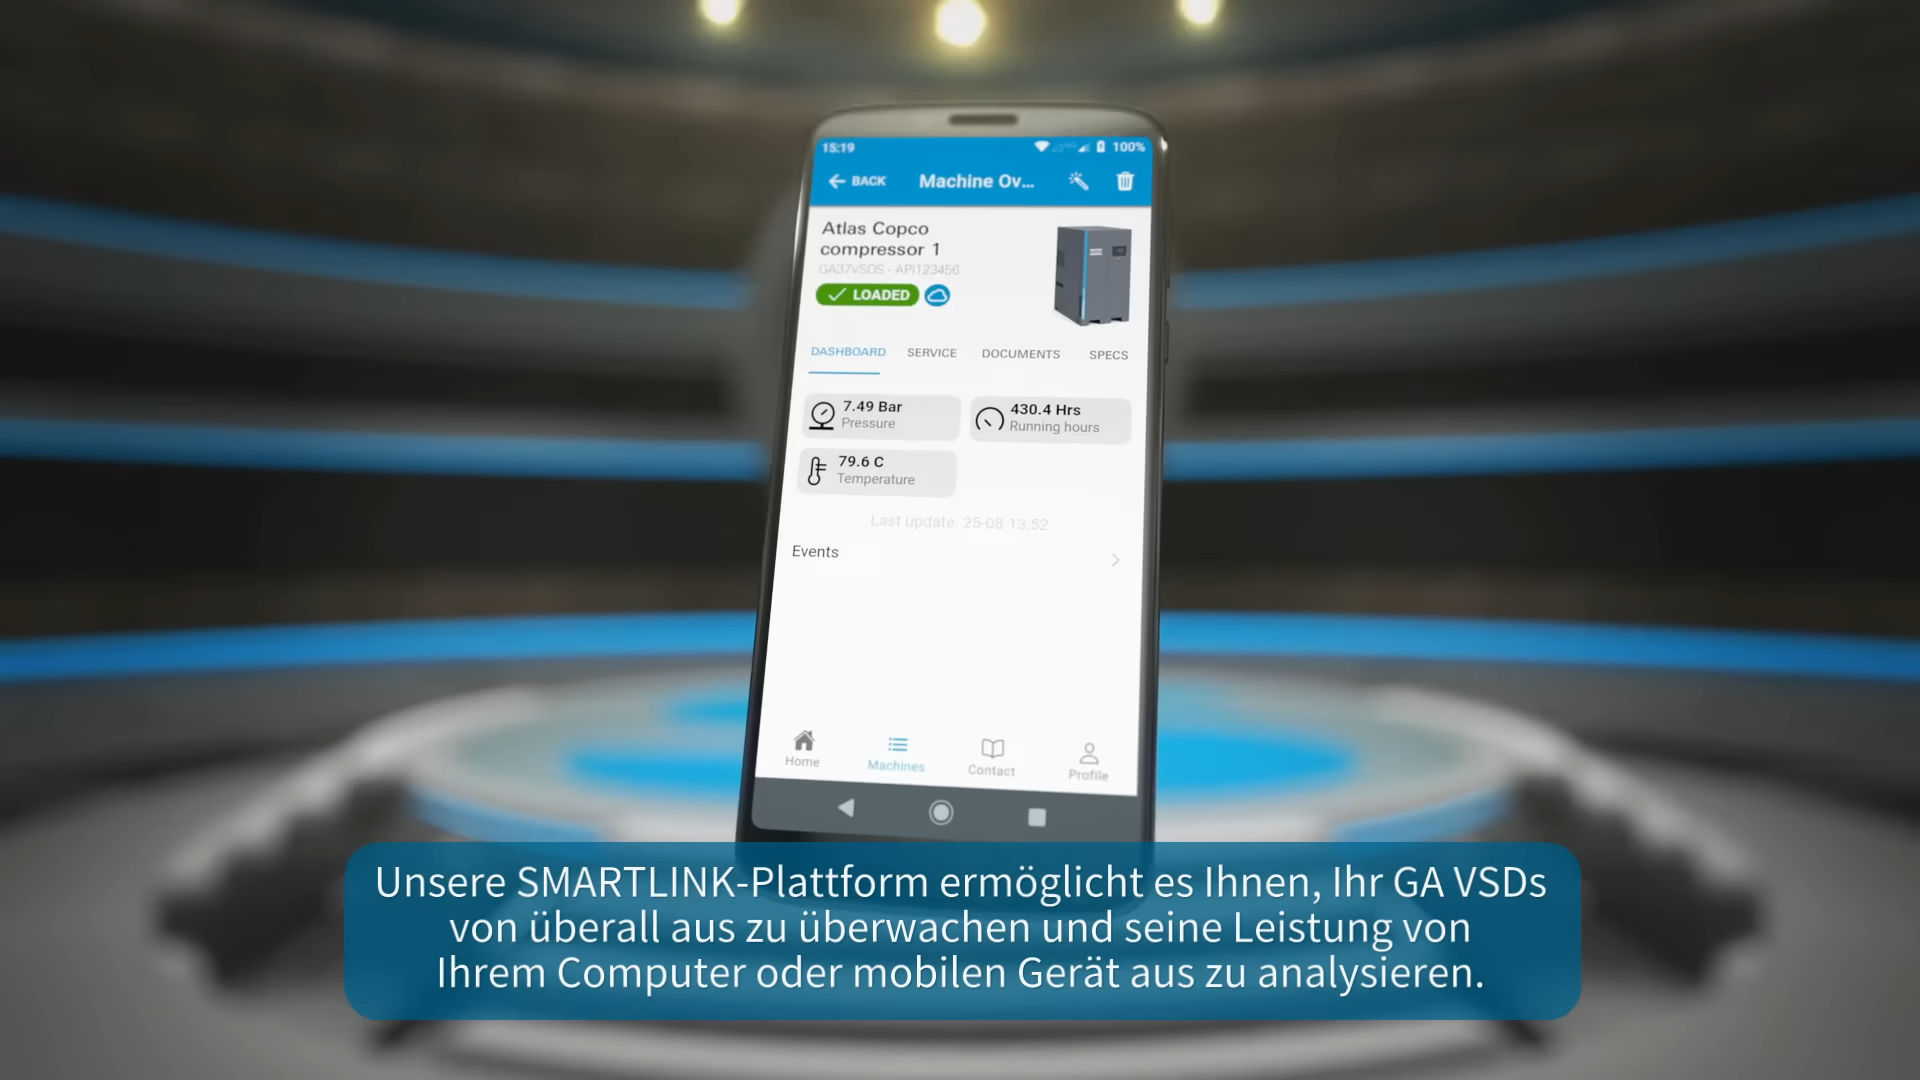 15:19
100%
BACK
Machine Ov...
Atlas Copco
compressor 1
GA37VSDS - API123456
LOADED
DASHBOARD SERVICE DOCUMENTS SPECS
7.49 Bar
Pressure
430.4 Hrs
Running hours
79.6 C
Temperature
Last update: 25-08 13:52
Events
Home Machines Contact Profile
Unsere SMARTLINK-Plattform ermöglicht es Ihnen, Ihr GA VSDs
von überall aus zu überwachen und seine Leistung von
Ihrem Computer oder mobilen Gerät aus zu analysieren.